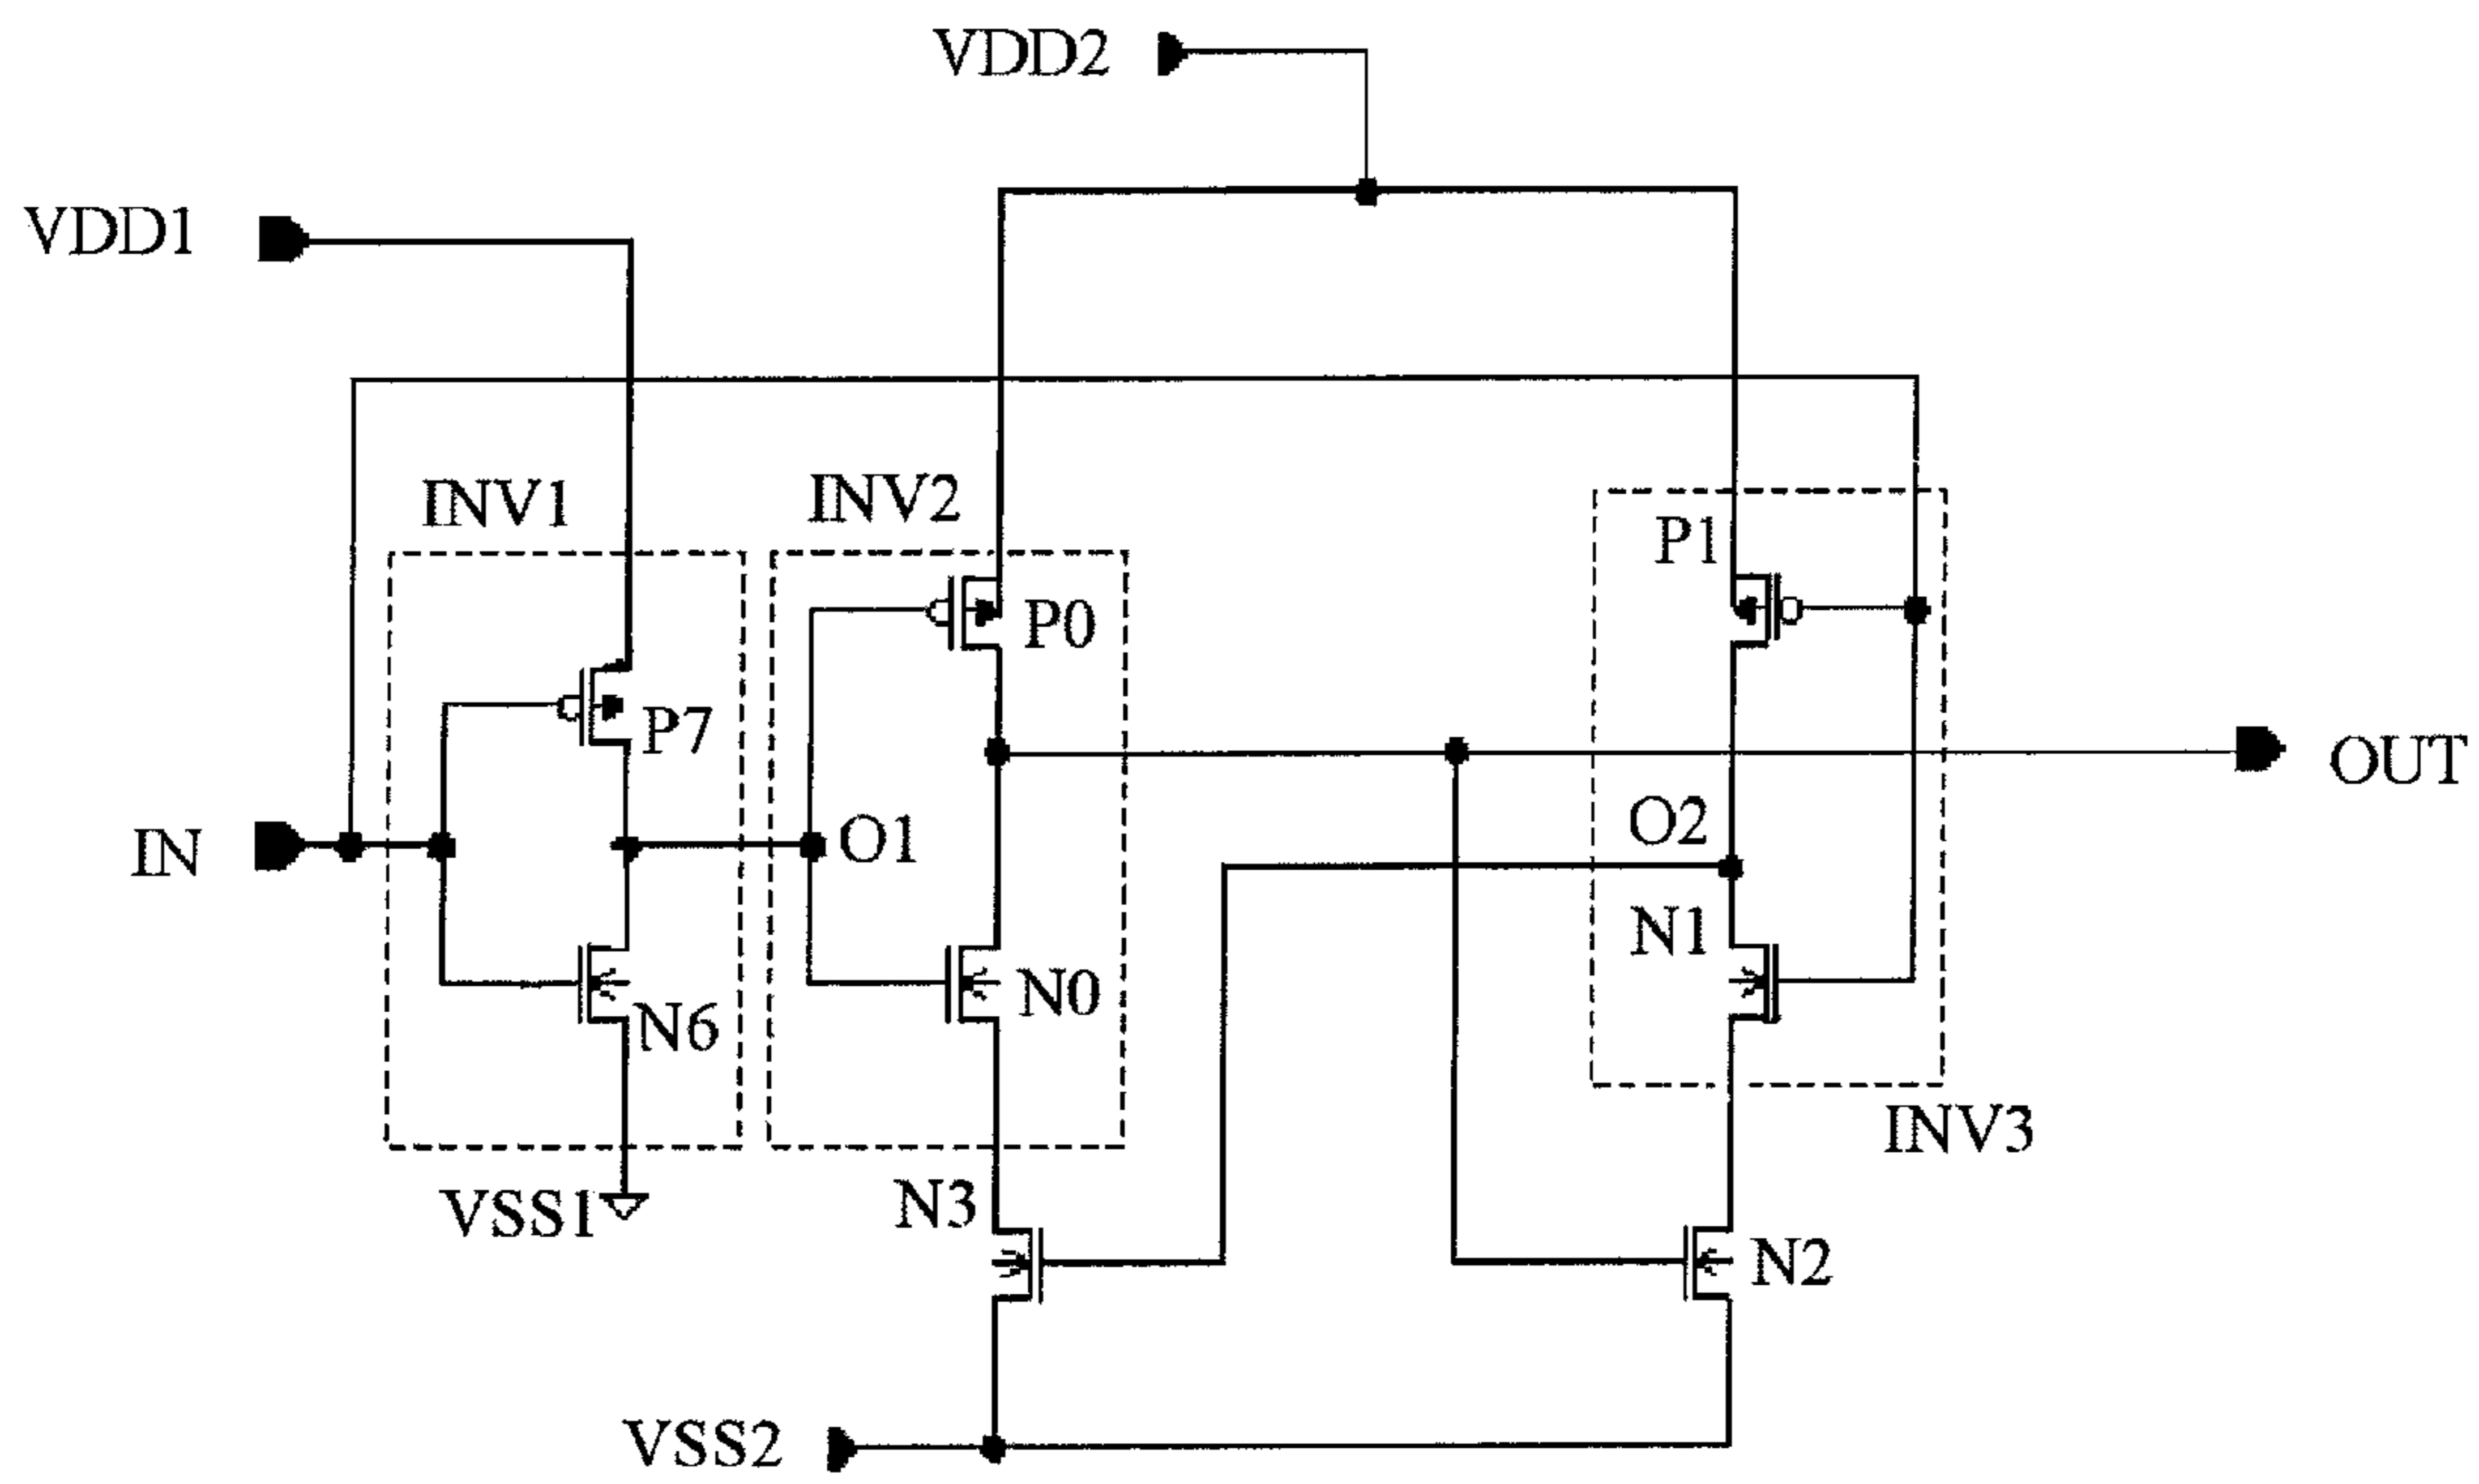 VDD2
VDD1
INV1
INV2
P1
P0
P7
OUT
IN
O1
O2
N1
N0
N6
INV3
VSS1
N3
N2
VSS2